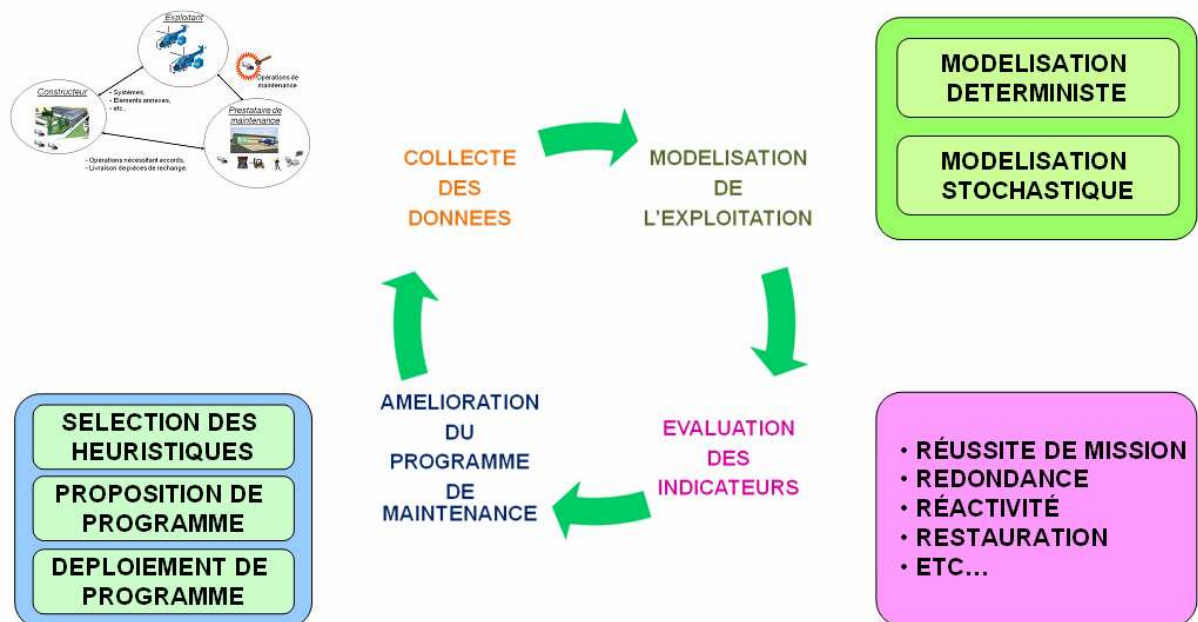 Exploitant
Opérations de
maintenance
Constructeur
- Systèmes,
- Eléments annexes,
- etc.
Prestataire de
maintenance
- Opérations nécessitant accords,
- Livraison de pièces de rechange.
COLLECTE
DES
DONNEES
MODELISATION
DE
L'EXPLOITATION
MODELISATION
DETERMINISTE
MODELISATION
STOCHASTIQUE
SELECTION DES
HEURISTIQUES
PROPOSITION DE
PROGRAMME
DEPLOIEMENT DE
PROGRAMME
AMELIORATION
DU
PROGRAMME
DE
MAINTENANCE
EVALUATION
DES
INDICATEURS
• RÉUSSITE DE MISSION
• REDONDANCE
• RÉACTIVITÉ
• RESTAURATION
• ETC...